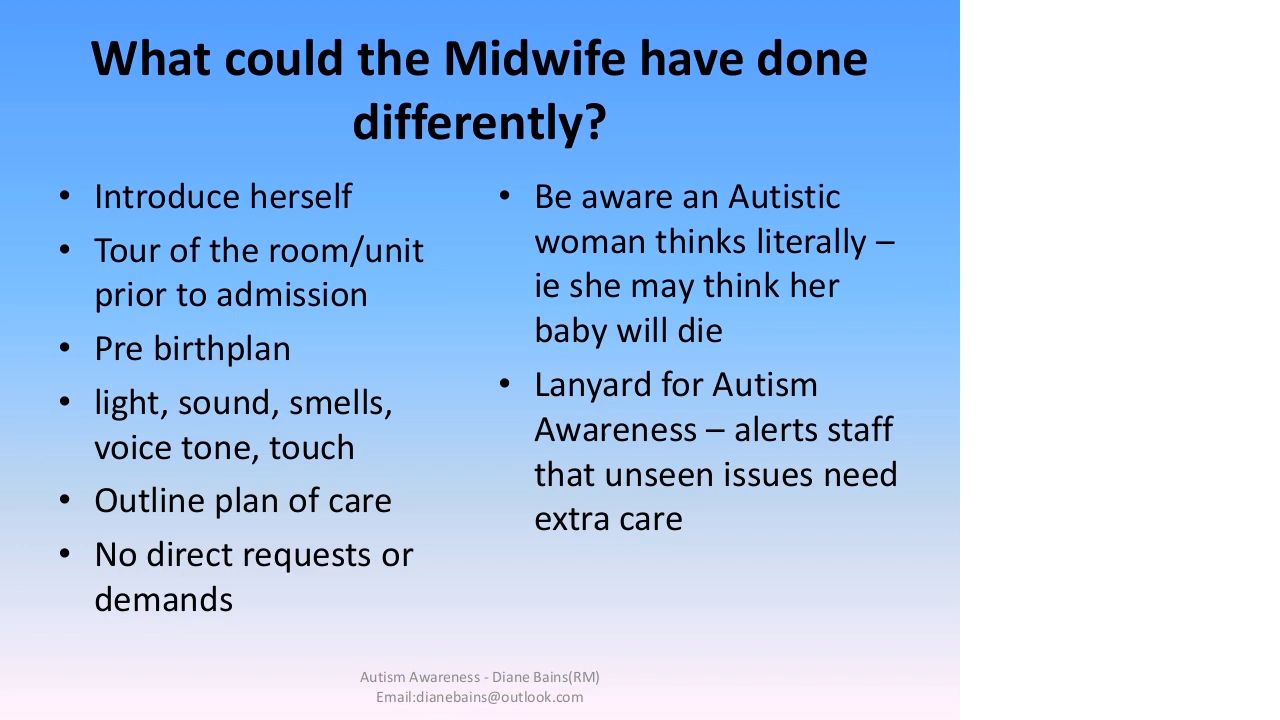 What could the Midwife have done
differently?
• Introduce herself
• Tour of the room/unit
prior to admission
• Pre birthplan
• light, sound, smells,
voice tone, touch
• Outline plan of care
• No direct requests or
demands
• Be aware an Autistic
woman thinks literally –
ie she may think her
baby will die
• Lanyard for Autism
Awareness – alerts staff
that unseen issues need
extra care
Autism Awareness - Diane Bains(RM)
Email:dianebains@outlook.com